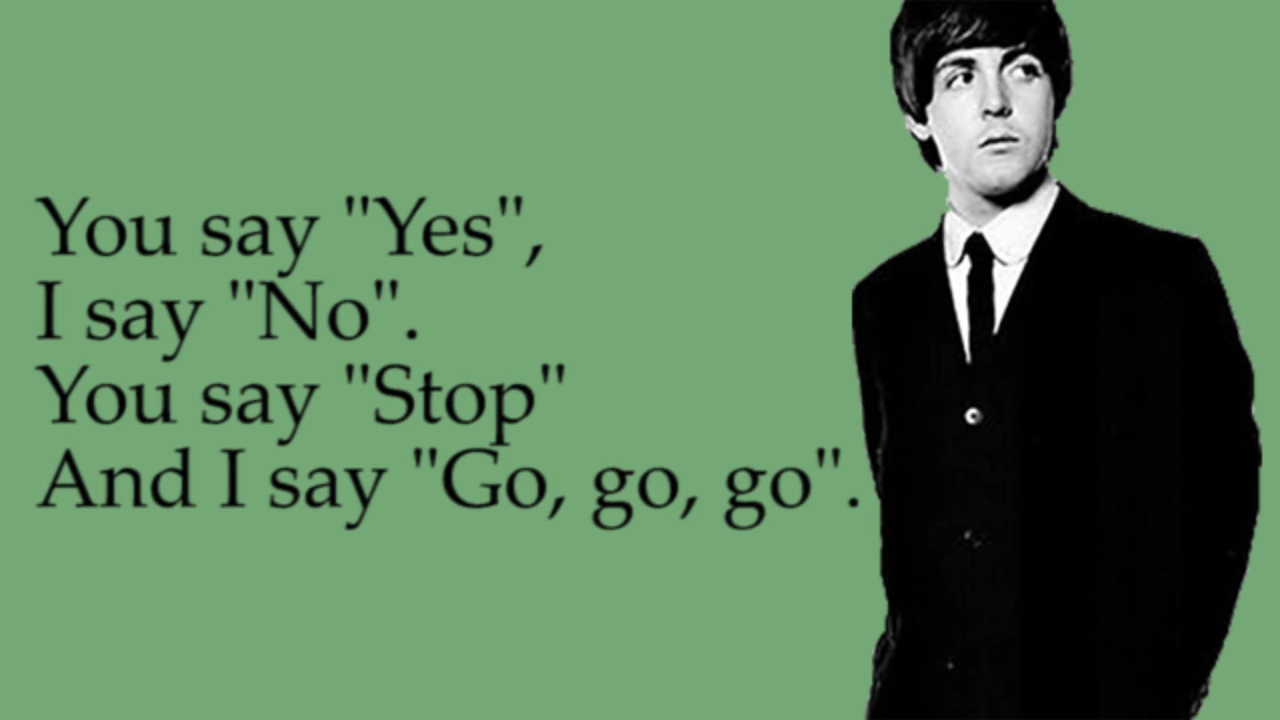 You say "Yes",
I say "No".
You say "Stop"
And I say "Go, go, go".